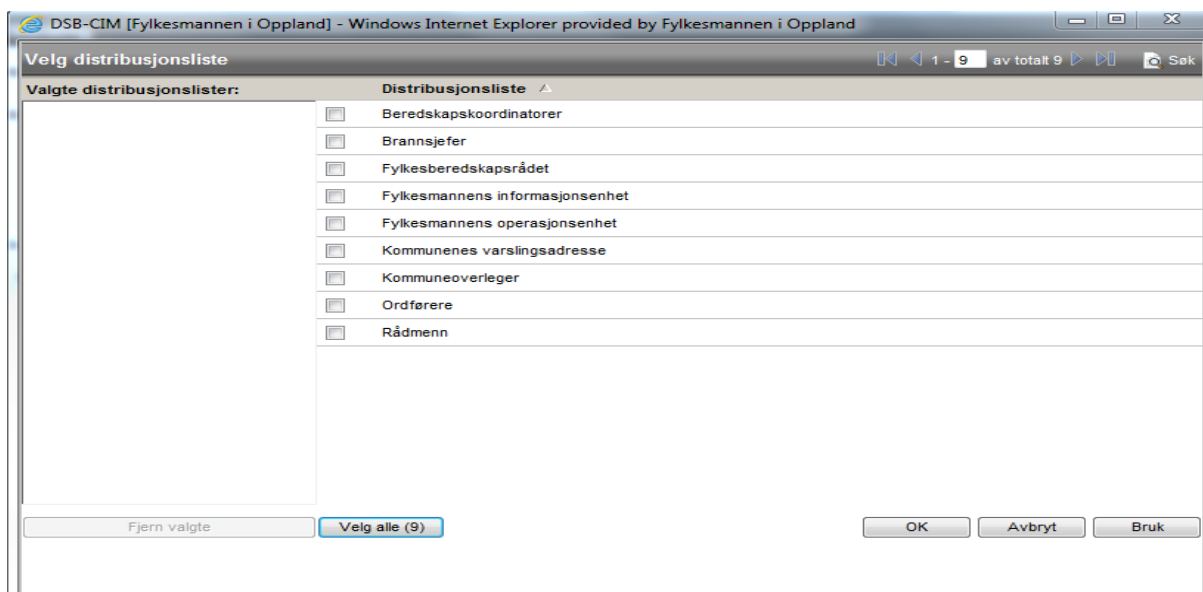 DSB-CIM [Fylkesmannen i Oppland] - Windows Internet Explorer provided by Fylkesmannen i Oppland
Velg distribusjonsliste 1 - 9 av totalt 9 Søk
Valgte distribusjonslister: Distribusjonsliste
Beredskapskoordinatorer
Brannsjefer
Fylkesberedskapsrådet
Fylkesmannens informasjonsenhet
Fylkesmannens operasjonsenhet
Kommunenes varslingsadresse
Kommuneoverleger
Ordførere
Rådmenn
Fjern valgte Velg alle (9) OK Avbryt Bruk